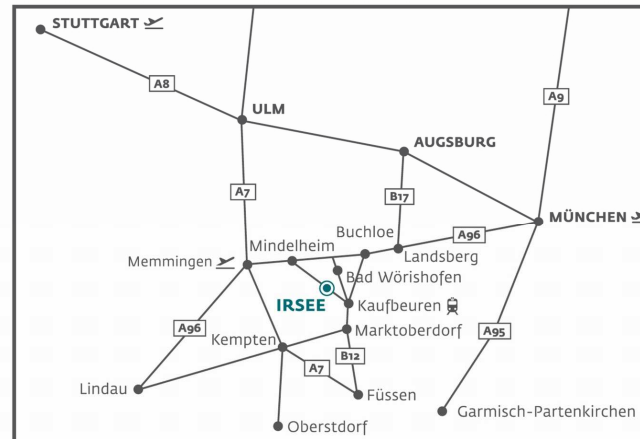 STUTTGART
A8
A9
ULM
AUGSBURG
A7
B17
MÜNCHEN
A96
Buchloe
Mindelheim
Landsberg
Memmingen
Bad Wörishofen
IRSEE
Kaufbeuren
A96
Kempten
Marktoberdorf
A95
B12
A7
Lindau
Füssen
Garmisch-Partenkirchen
Oberstdorf